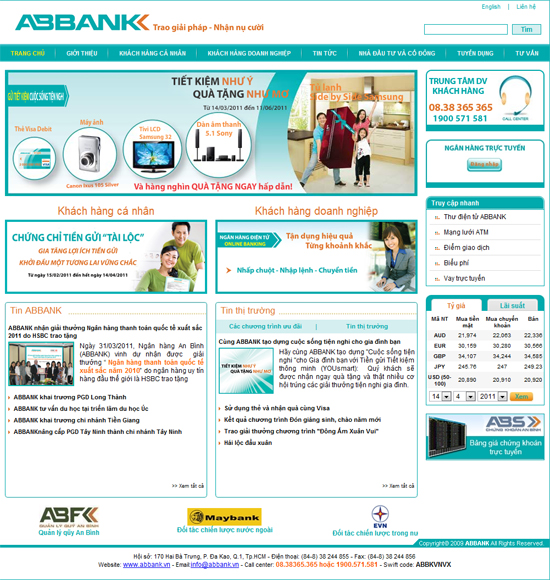 English | Liên hệ
ABBANK Trao giải pháp - Nhận nụ cười
Tìm
TRANG CHỦ GIỚI THIỆU KHÁCH HÀNG CÁ NHÂN KHÁCH HÀNG DOANH NGHIỆP TIN TỨC NHÀ ĐẦU TƯ VÀ CỔ ĐÔNG TUYỂN DỤNG TƯ VẤN
GỬI TIẾT KIỆM CUỘC SỐNG TIỆN NGHI
TIẾT KIỆM NHƯ Ý
QUÀ TẶNG NHƯ MƠ
Từ 14/03/2011 đến 11/06/2011
Tủ lạnh
Side by Side Samsung
Thẻ Visa Debit
Máy ảnh
Canon Ixus 105 Silver
Tivi LCD
Samsung 32
Dàn âm thanh
5.1 Sony
Và hàng nghìn QUÀ TẶNG NGAY hấp dẫn!
TRUNG TÂM DV
KHÁCH HÀNG
08.38 365 365
1900 571 581
CALL CENTER
NGÂN HÀNG TRỰC TUYẾN
Đăng nhập
Khách hàng cá nhân
CHỨNG CHỈ TIỀN GỬI "TÀI LỘC"
GIA TĂNG LỢI ÍCH TIỀN GỬI
KHỞI ĐẦU MỘT TƯƠNG LAI VỮNG CHẮC
Từ ngày 15/02/2011 đến hết ngày 14/04/2011
Khách hàng doanh nghiệp
NGÂN HÀNG ĐIỆN TỬ
ONLINE BANKING
Tận dụng hiệu quả
Từng khoảnh khắc
Nhấp chuột - Nhập lệnh - Chuyển tiền
Truy cập nhanh
Thư điện tử ABBANK
Mạng lưới ATM
Điểm giao dịch
Biểu phí
Vay trực tuyến
Tin ABBANK
ABBANK nhận giải thưởng Ngân hàng thanh toán quốc tế xuất sắc
2011 do HSBC trao tặng
Ngày 31/03/2011, Ngân hàng An Bình
(ABBANK) vinh dự nhận được giải
thưởng " Ngân hàng thanh toán quốc tế
xuất sắc năm 2010" do ngân hàng uy tín
hàng đầu thế giới là HSBC trao tặng
ABBANK khai trương PGD Long Thành
ABBANK tư vấn du học tại triển lãm du học Úc
ABBANK khai trương chi nhánh Tiền Giang
ABBANKnâng cấp PGD Tây Ninh thành chi nhánh Tây Ninh
>> Xem tất cả
Tin thị trường
Các chương trình ưu đãi | Tin thị trường
Cùng ABBANK tạo dựng cuộc sống tiện nghi cho gia đình bạn
Hãy cùng ABBANK tạo dựng "Cuộc sống tiện
nghi "cho Gia đình bạn với Tiền gửi Tiết kiệm
thông minh (YOUsmart): Quý khách sẽ
được nhận ngay quà tặng và thật nhiều cơ
hội trúng các giải thưởng tiện nghi gia đình.
TIẾT KIỆM NHƯ Ý
QUÀ TẶNG NHƯ MƠ
Sử dụng thẻ và nhận quà cùng Visa
Kết quả chương trình Đón giáng sinh, chào năm mới
Trao giải thưởng chương trình "Đông Ấm Xuân Vui"
Hái lộc đầu xuân
>> Xem tất cả
Tỷ giá Lãi suất
Mã NT Mua tiền mặt Mua chuyển khoản Bán
AUD 21,974 22,063 22,336
EUR 30,159 30,280 30,566
GBP 34,107 34,244 34,585
JPY 245.76 247 249.23
USD (50-100) 20,890 20,910 20,920
14 4 2011 Xem
ABS
CHỨNG KHOÁN AN BÌNH
Bảng giá chứng khoán
trực tuyến
ABF
Quản lý qũy An Bình
Maybank
Đối tác chiến lược nước ngoài
EVN
Đối tác chiến lược trong nư
Copyright© 2009 ABBANK All Rights Reserved
Hội sở: 170 Hai Bà Trưng, P. Đa Kao, Q.1, Tp.HCM - Điện thoại: (84-8) 38 244 855 - Fax: (84-8) 38 244 856
Website: www.abbank.vn - Email:info@abbank.vn - Call center: 08.38365365 hoặc 1900.571.581 - Swift code: ABBKVNVX